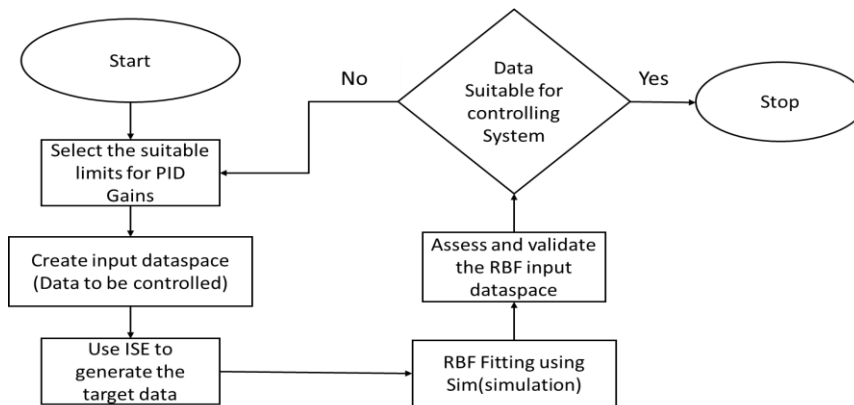 Start
Select the suitable
limits for PID
Gains
Create input dataspace
(Data to be controlled)
Use ISE to
generate the
target data
RBF Fitting using
Sim(simulation)
Assess and validate
the RBF input
dataspace
Data
Suitable for
controlling
System
No
Yes
Stop